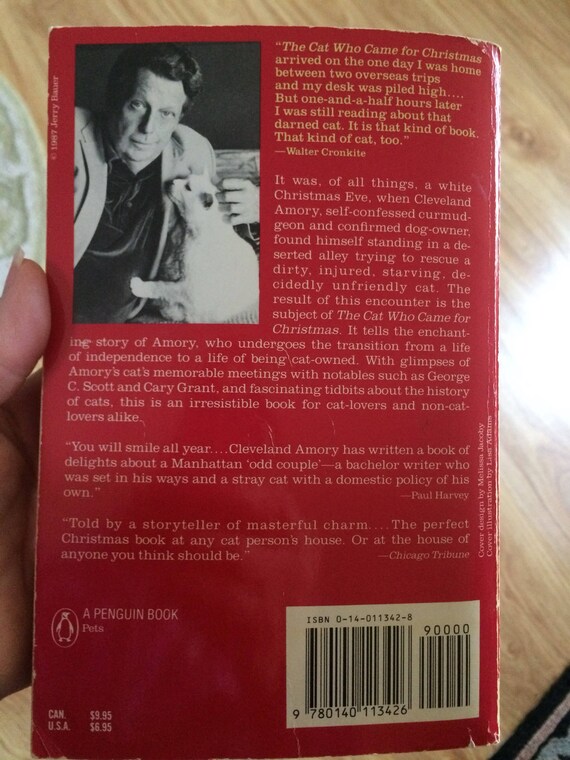 © 1987 Jerry Bauer
"The Cat Who Came for Christmas
arrived on the one day I was home
between two overseas trips
and my desk was piled high....
But one-and-a-half hours later
I was still reading about that
darned cat. It is that kind of book.
That kind of cat, too."
—Walter Cronkite
It was, of all things, a white
Christmas Eve, when Cleveland
Amory, self-confessed curmud-
geon and confirmed dog-owner,
found himself standing in a de-
serted alley trying to rescue a
dirty, injured, starving, de-
cidedly unfriendly cat. The
result of this encounter is the
subject of The Cat Who Came for
Christmas. It tells the enchant-
ing story of Amory, who undergoes the transition from a life
of independence to a life of being cat-owned. With glimpses of
Amory's cat's memorable meetings with notables such as George
C. Scott and Cary Grant, and fascinating tidbits about the history
of cats, this is an irresistible book for cat-lovers and non-cat-
lovers alike.
"You will smile all year....Cleveland Amory has written a book of
delights about a Manhattan 'odd couple'—a bachelor writer who
was set in his ways and a stray cat with a domestic policy of his
own."
—Paul Harvey
"Told by a storyteller of masterful charm....The perfect
Christmas book at any cat person's house. Or at the house of
anyone you think should be."
—Chicago Tribune
Cover design by Melissa Jacoby
Cover illustration by Lisa Adams
A PENGUIN BOOK
Pets
CAN. $9.95
U.S.A. $6.95
ISBN 0-14-011342-8
90000
9 780140 113426